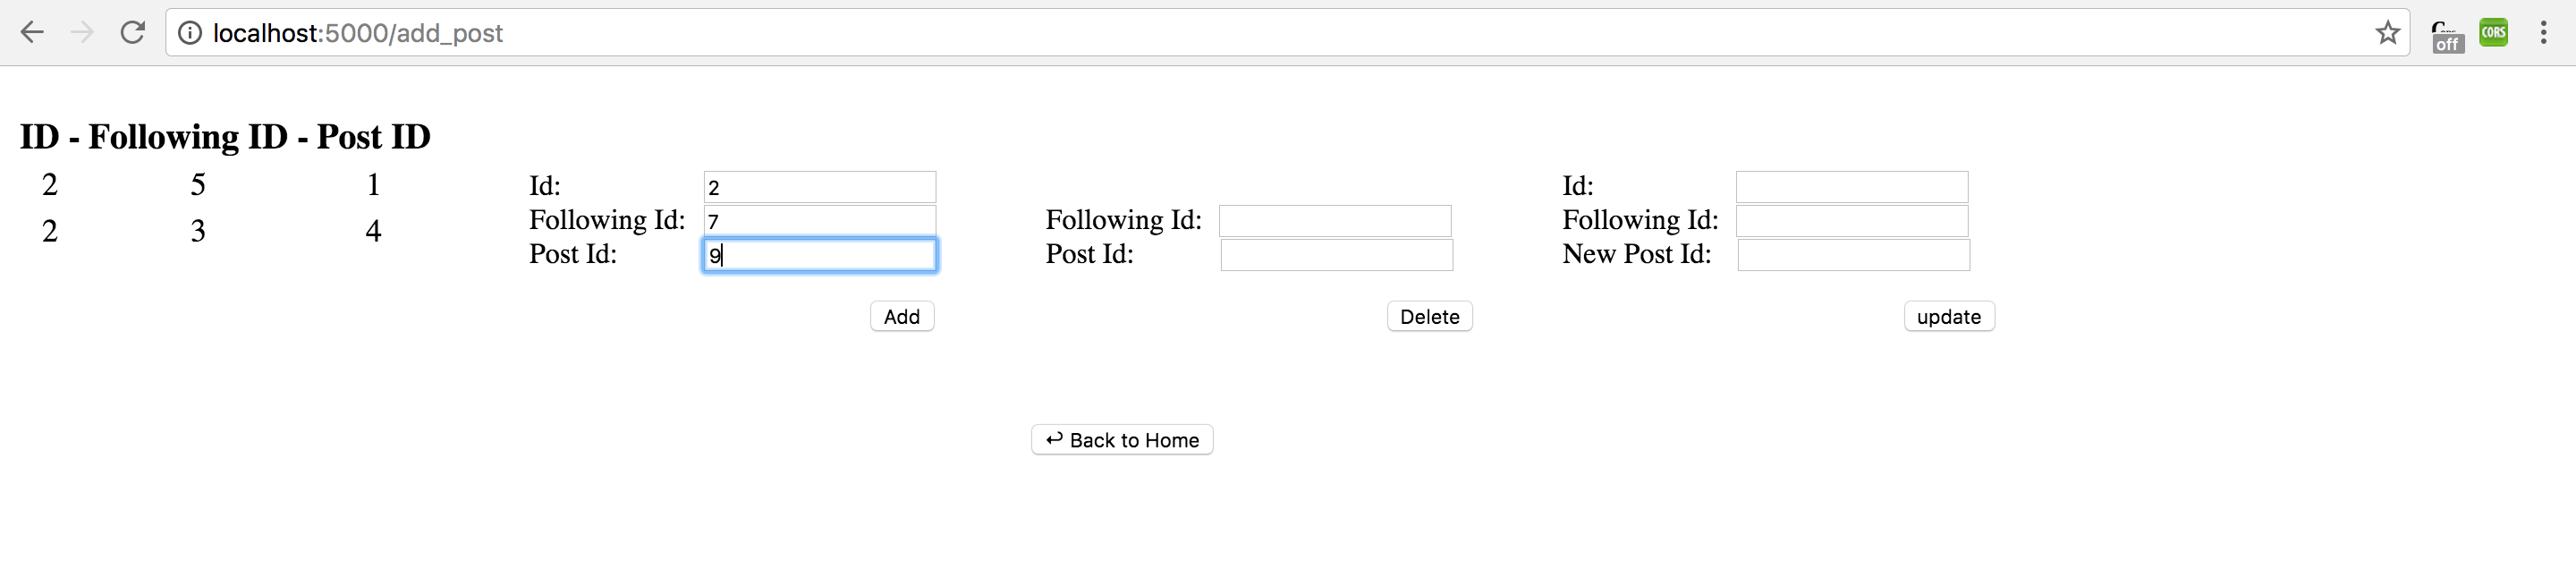 localhost:5000/add_post
off
CORS
ID - Following ID - Post ID
2 5 1
2 3 4
Id: 2
Following Id: 7
Post Id: 9
Add
Following Id:
Post Id:
Delete
Id:
Following Id:
New Post Id:
update
↩ Back to Home